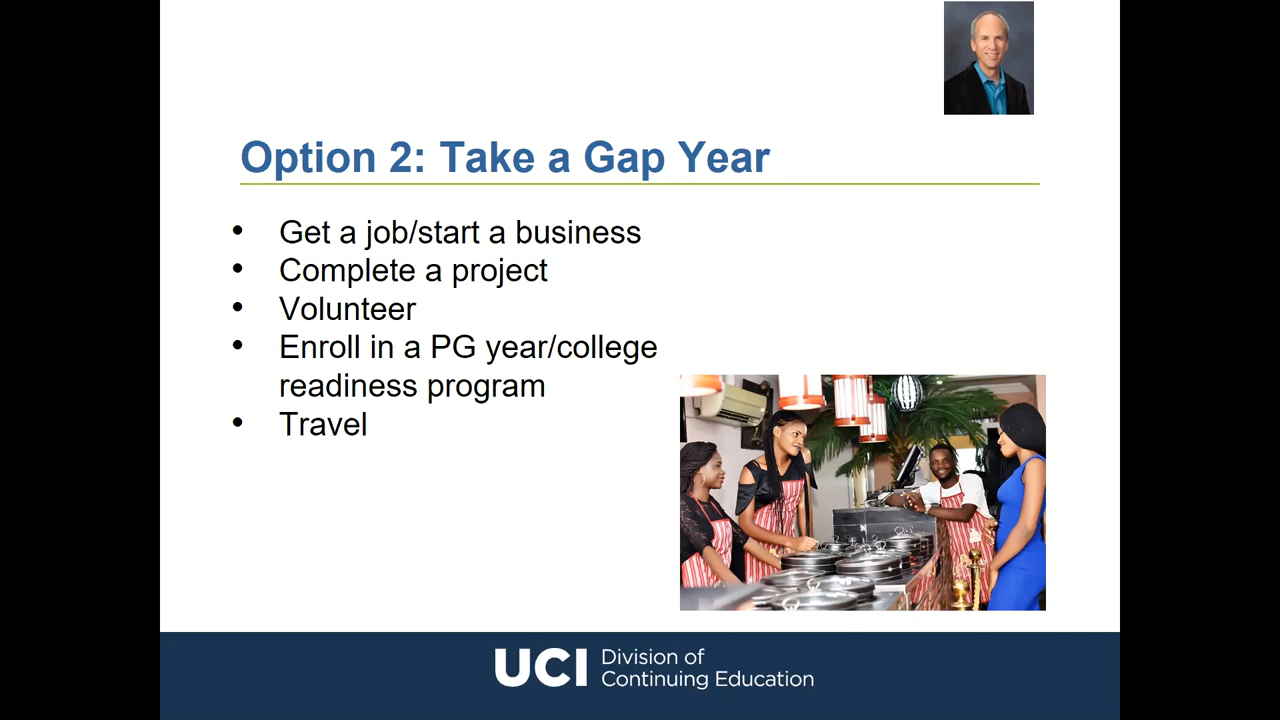 Option 2: Take a Gap Year
• Get a job/start a business
• Complete a project
• Volunteer
• Enroll in a PG year/college
readiness program
• Travel
UCI Division of
Continuing Education